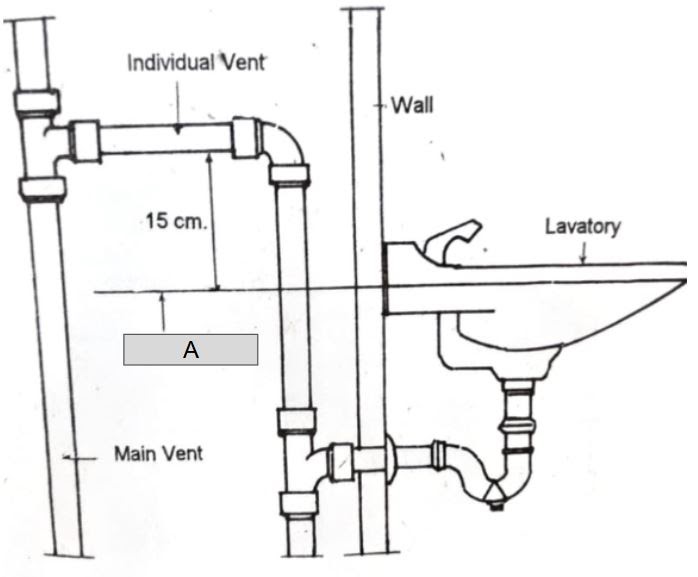 Individual Vent
Wall
15 cm.
Lavatory
A
Main Vent